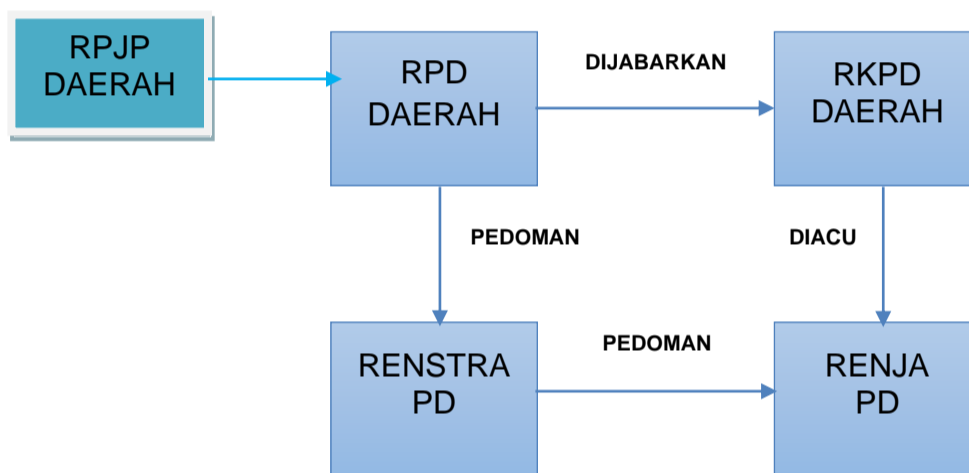 RPJP
DAERAH
RPD
DAERAH
DIJABARKAN
RKPD
DAERAH
PEDOMAN
DIACU
RENSTRA
PD
PEDOMAN
RENJA
PD